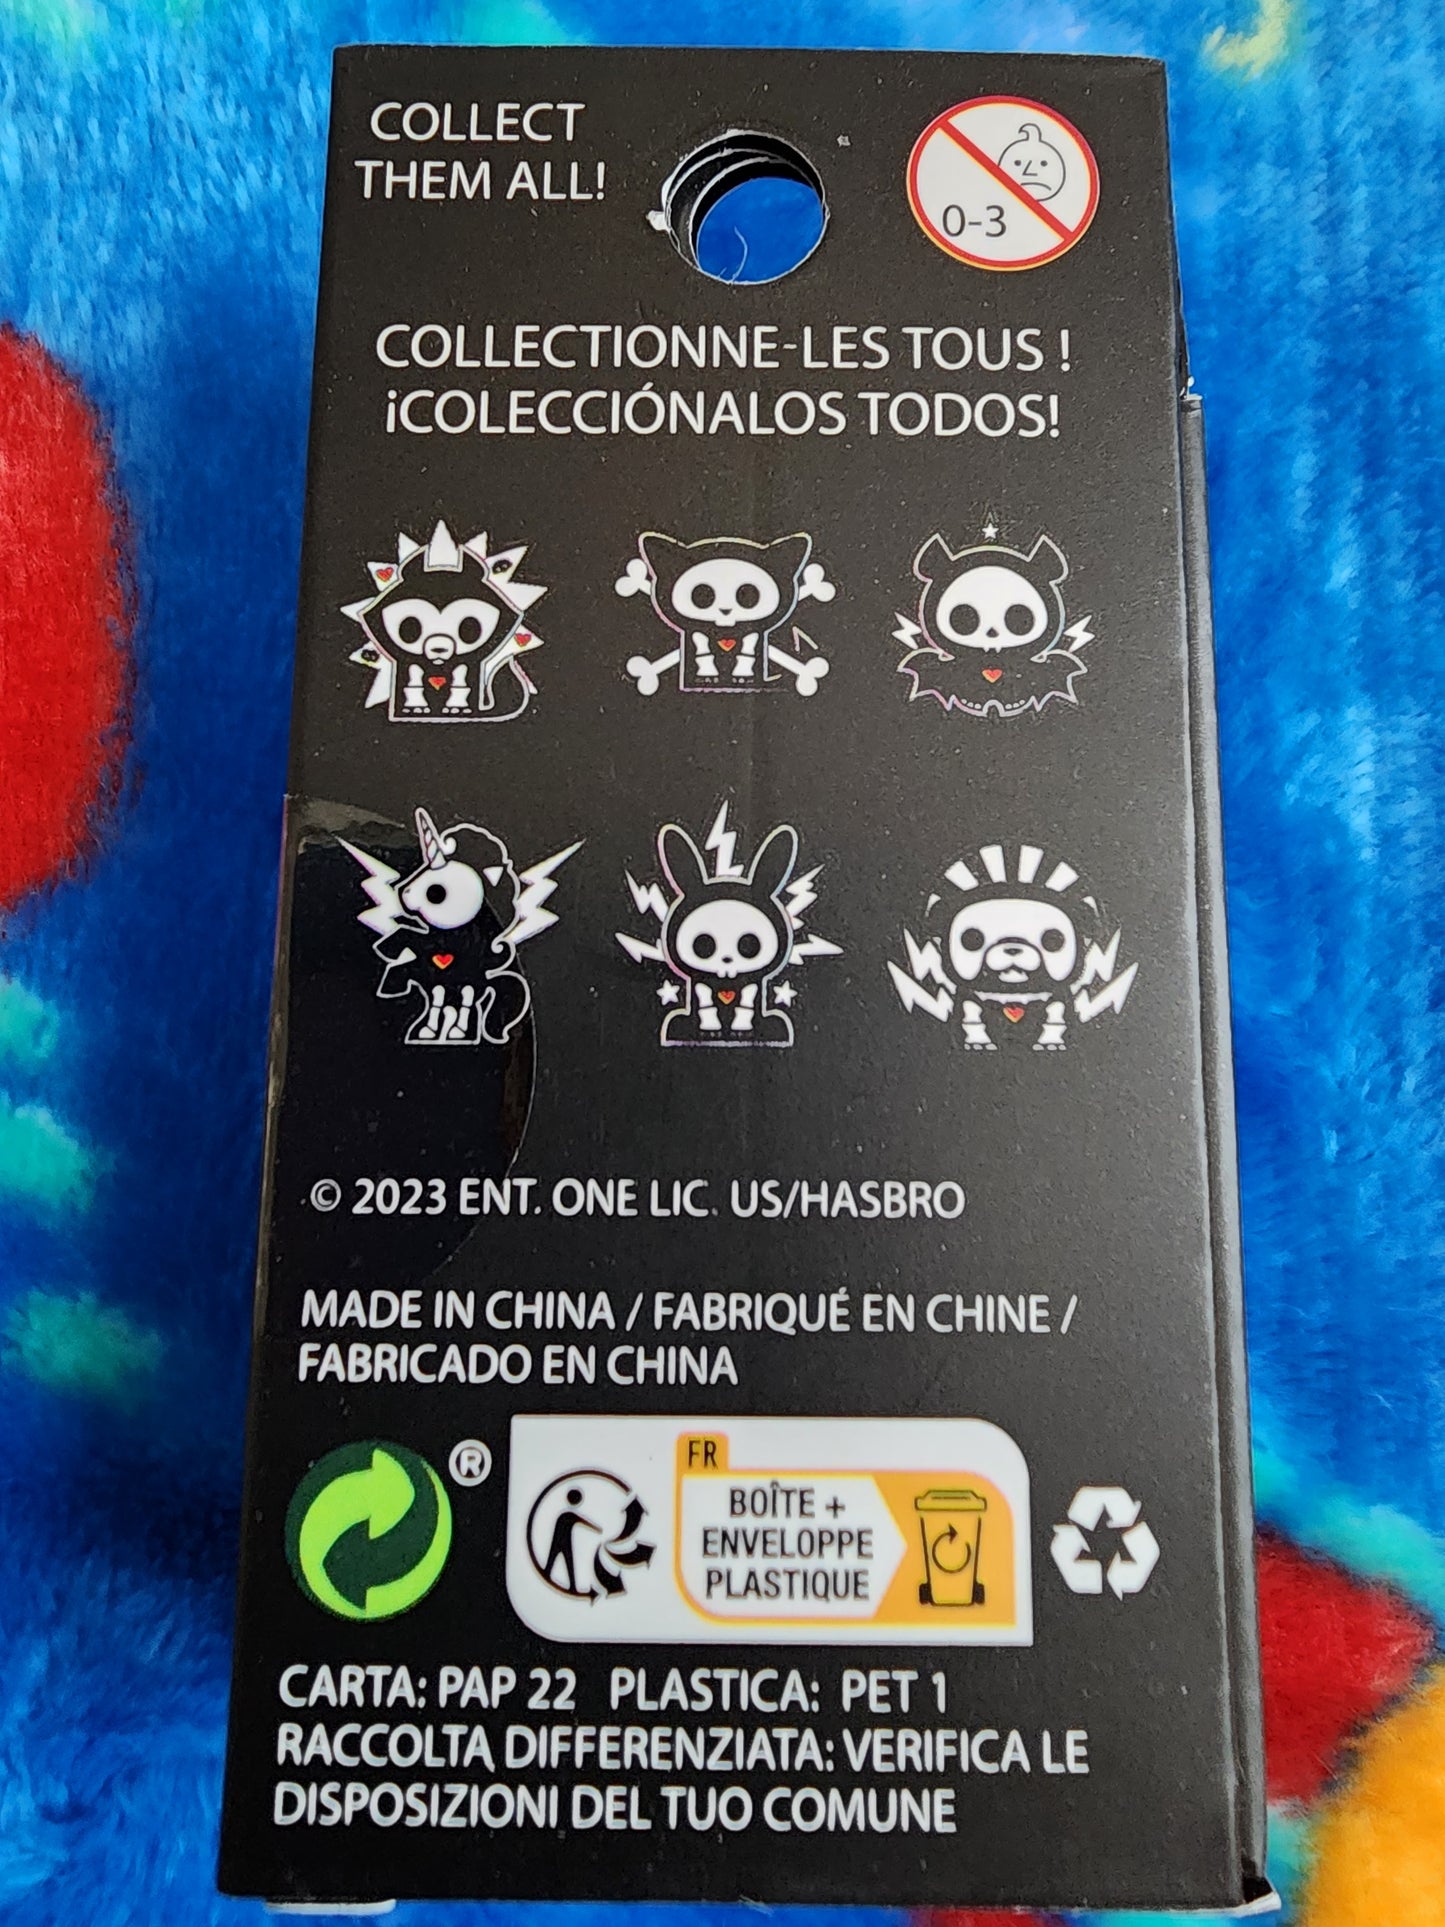 COLLECT
THEM ALL!
0-3
COLLECTIONNE-LES TOUS !
¡COLECCIÓNALOS TODOS!
© 2023 ENT. ONE LIC. US/HASBRO
MADE IN CHINA / FABRIQUÉ EN CHINE /
FABRICADO EN CHINA
®
FR
BOÎTE +
ENVELOPPE
PLASTIQUE
CARTA: PAP 22 PLASTICA: PET 1
RACCOLTA DIFFERENZIATA: VERIFICA LE
DISPOSIZIONI DEL TUO COMUNE